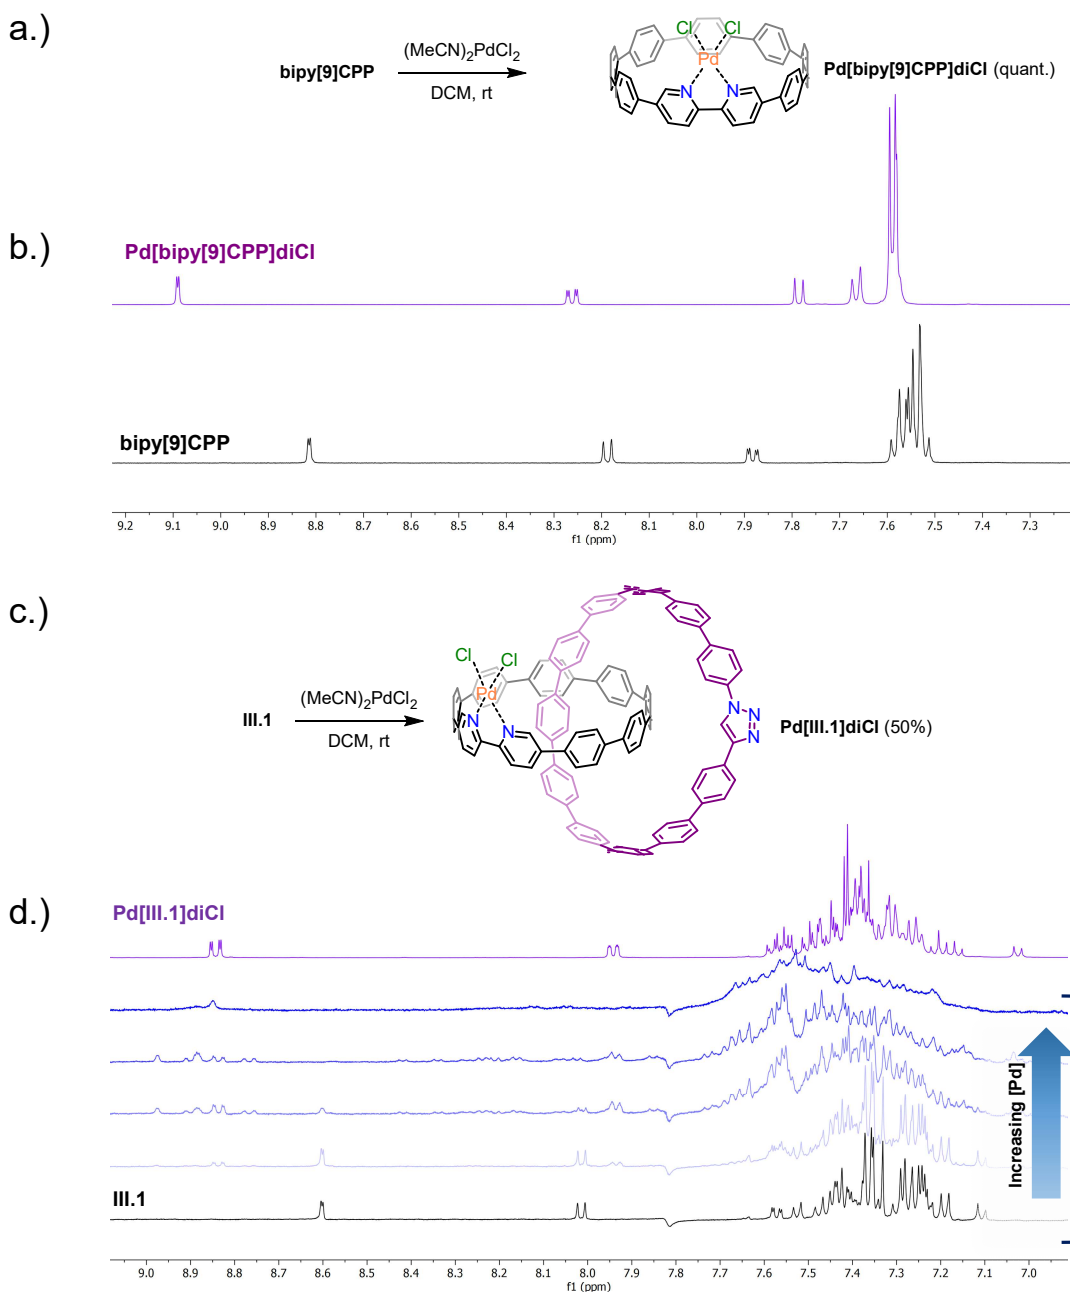 a.)
bipy[9]CPP
(MeCN)2PdCl2
DCM, rt
Cl Cl
Pd
N N
Pd[bipy[9]CPP]diCl (quant.)
b.)
Pd[bipy[9]CPP]diCl
bipy[9]CPP
9.2 9.1 9.0 8.9 8.8 8.7 8.6 8.5 8.4 8.3 8.2 8.1 8.0 7.9 7.8 7.7 7.6 7.5 7.4 7.3
f1 (ppm)
c.)
III.1
(MeCN)2PdCl2
DCM, rt
Cl Cl
Pd
N N
N N
N
Pd[III.1]diCl (50%)
d.)
Pd[III.1]diCl
Increasing [Pd]
III.1
9.0 8.9 8.8 8.7 8.6 8.5 8.4 8.3 8.2 8.1 8.0 7.9 7.8 7.7 7.6 7.5 7.4 7.3 7.2 7.1 7.0
f1 (ppm)